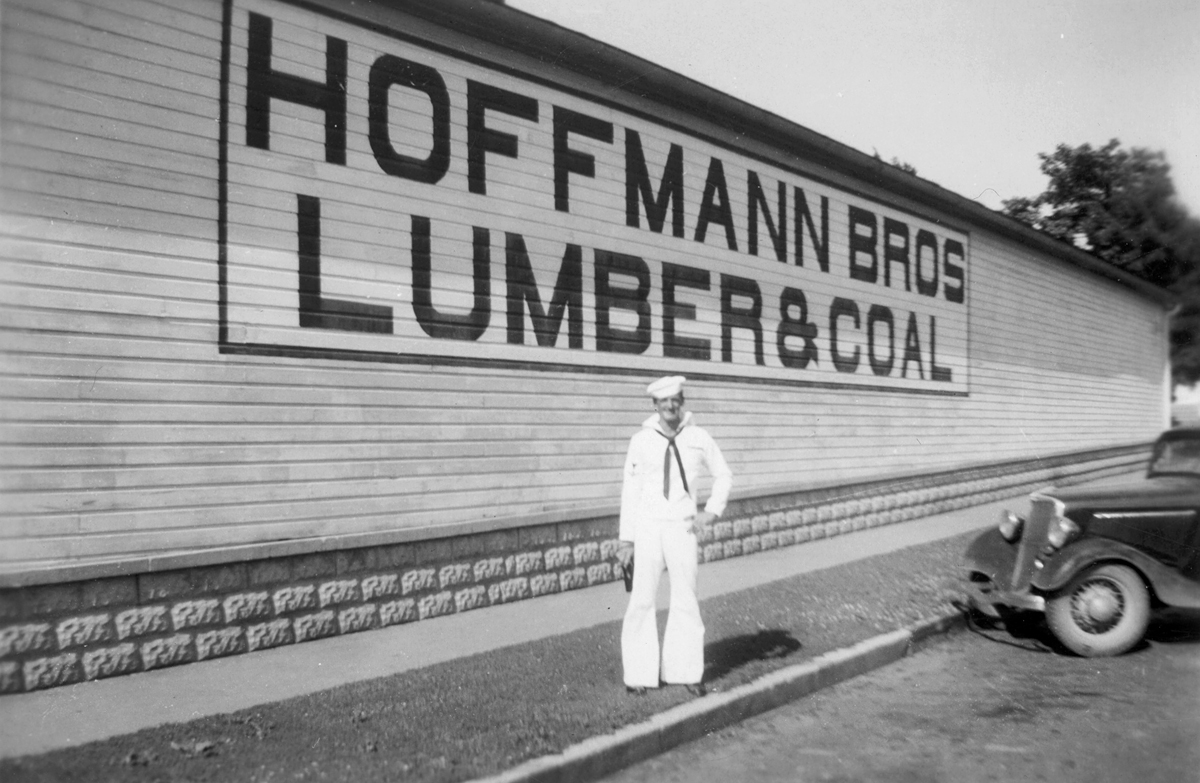 HOFFMANN BROS
LUMBER & COAL